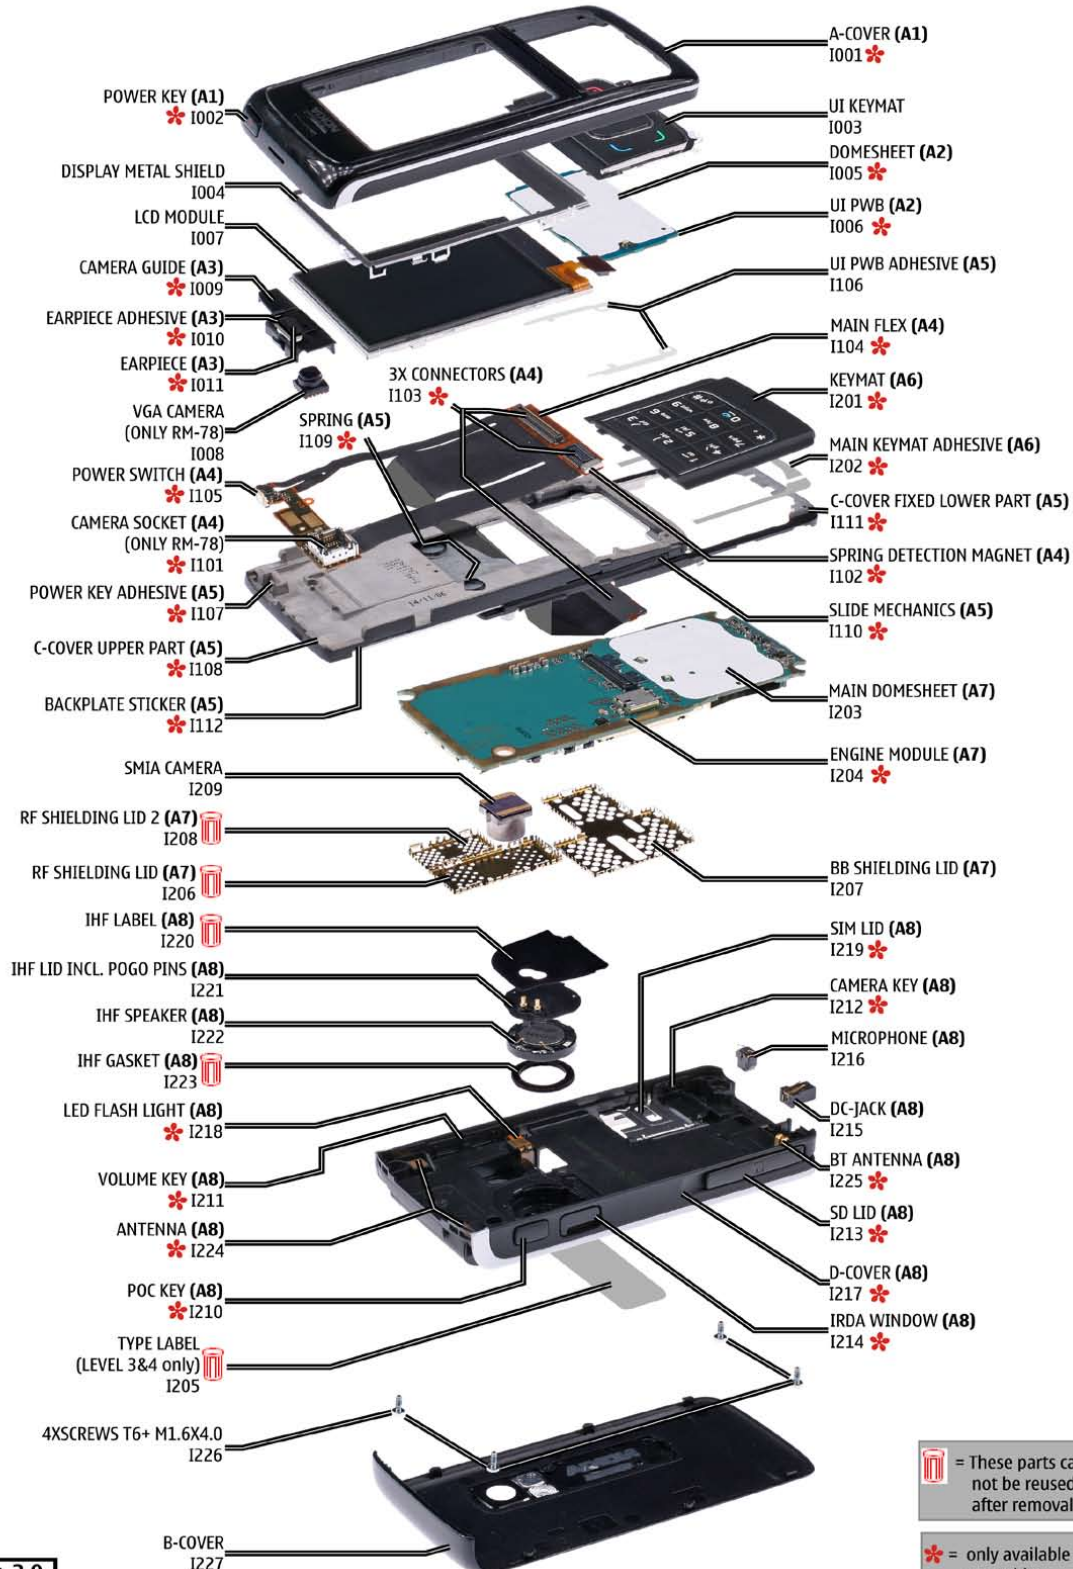 A-COVER (A1)
I001
POWER KEY (A1)
I002
UI KEYMAT
I003
DISPLAY METAL SHIELD
I004
DOMESHEET (A2)
I005
LCD MODULE
I007
UI PWB (A2)
I006
CAMERA GUIDE (A3)
I009
UI PWB ADHESIVE (A5)
I106
EARPIECE ADHESIVE (A3)
I010
MAIN FLEX (A4)
I104
EARPIECE (A3)
I011
3X CONNECTORS (A4)
I103
KEYMAT (A6)
I201
VGA CAMERA
(ONLY RM-78)
I008
SPRING (A5)
I109
MAIN KEYMAT ADHESIVE (A6)
I202
POWER SWITCH (A4)
I105
C-COVER FIXED LOWER PART (A5)
I111
CAMERA SOCKET (A4)
(ONLY RM-78)
I101
SPRING DETECTION MAGNET (A4)
I102
POWER KEY ADHESIVE (A5)
I107
SLIDE MECHANICS (A5)
I110
C-COVER UPPER PART (A5)
I108
BACKPLATE STICKER (A5)
I112
MAIN DOMESHEET (A7)
I203
ENGINE MODULE (A7)
I204
SMIA CAMERA
I209
RF SHIELDING LID 2 (A7)
I208
RF SHIELDING LID (A7)
I206
BB SHIELDING LID (A7)
I207
IHF LABEL (A8)
I220
SIM LID (A8)
I219
IHF LID INCL. POGO PINS (A8)
I221
CAMERA KEY (A8)
I212
IHF SPEAKER (A8)
I222
MICROPHONE (A8)
I216
IHF GASKET (A8)
I223
LED FLASH LIGHT (A8)
I218
DC-JACK (A8)
I215
VOLUME KEY (A8)
I211
BT ANTENNA (A8)
I225
ANTENNA (A8)
I224
SD LID (A8)
I213
POC KEY (A8)
I210
D-COVER (A8)
I217
IRDA WINDOW (A8)
I214
TYPE LABEL
(LEVEL 3&4 only)
I205
4XSCREWS T6+ M1.6X4.0
I226
B-COVER
I227
= These parts ca
not be reused
after removal
= only available